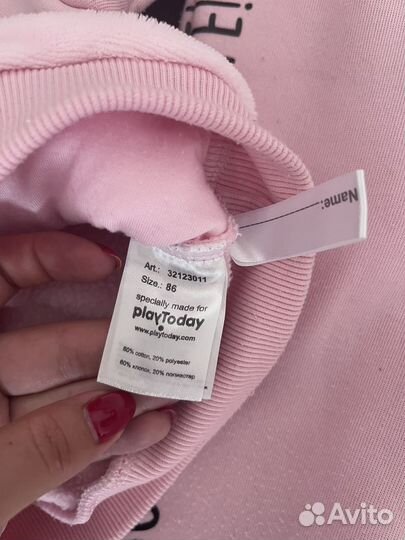 Name:
Art.: 32123011
Size.: 86
specially made for
playToday
www.playtoday.com
80% cotton, 20% polyester
80% хлопок, 20% полиэстер
Avito